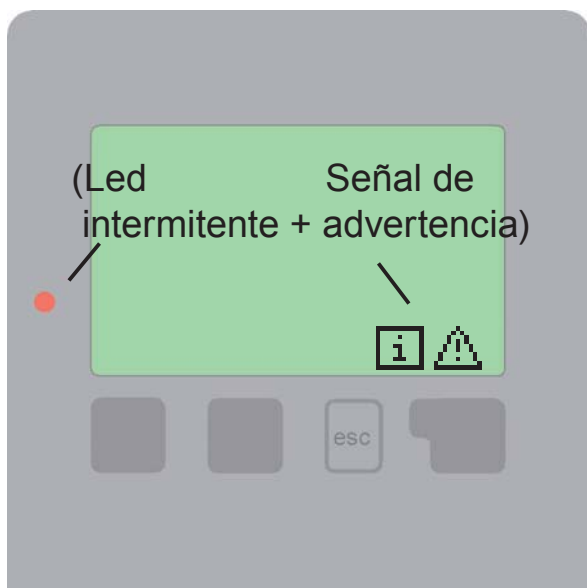 (Led Señal de
intermitente + advertencia)
i
esc